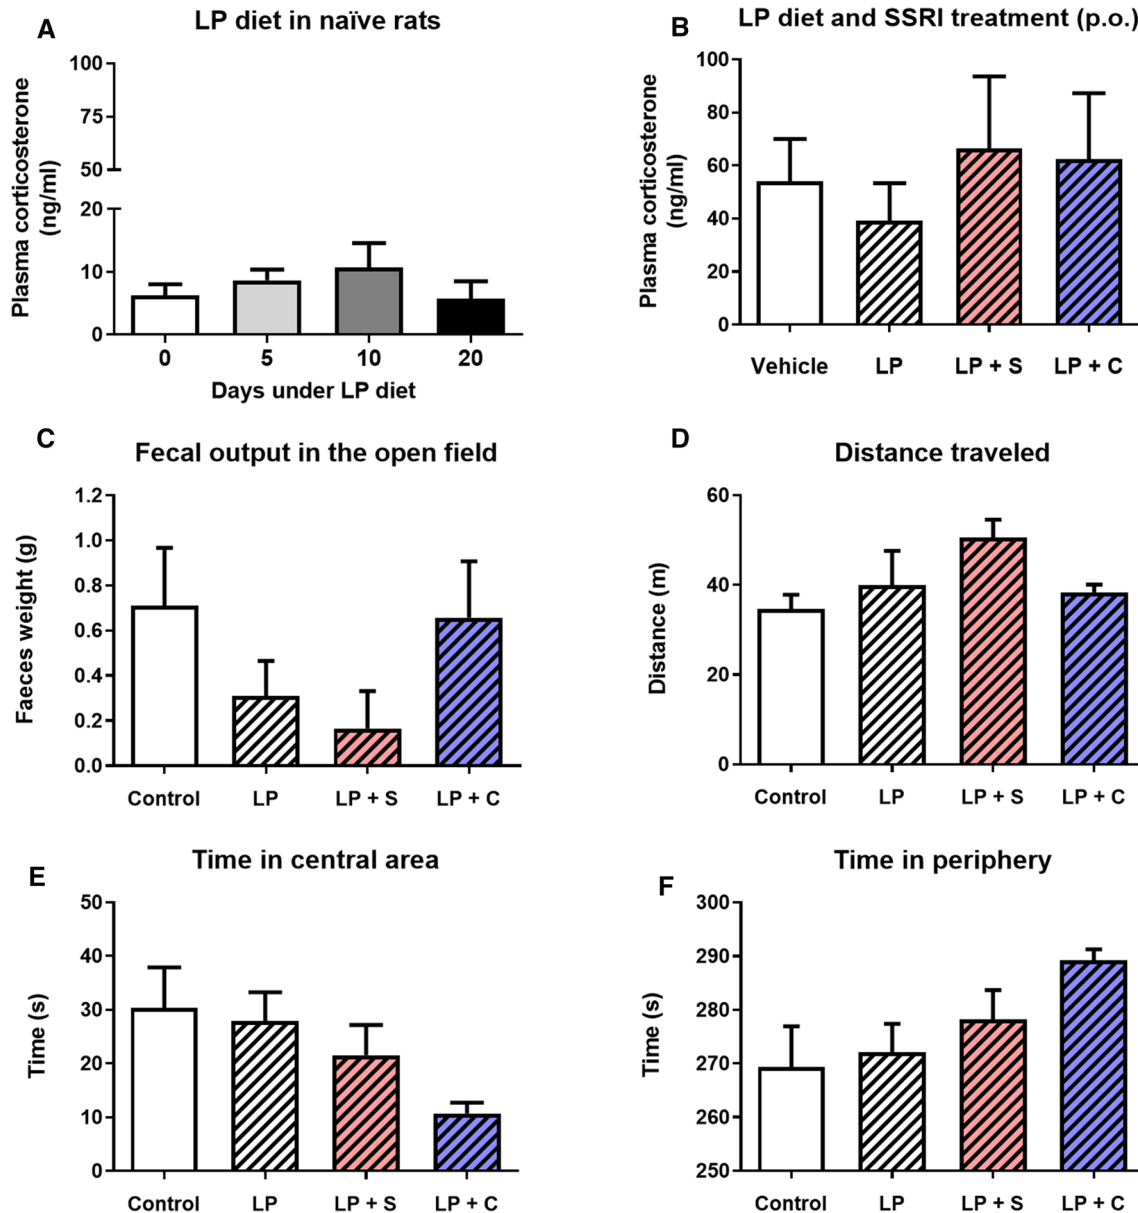 A
LP diet in naïve rats
Plasma corticosterone
(ng/ml)
100
75
50
20
10
0
0 5 10 20
Days under LP diet
B
LP diet and SSRI treatment (p.o.)
Plasma corticosterone
(ng/ml)
100
80
60
40
20
0
Vehicle LP LP + S LP + C
C
Fecal output in the open field
Faeces weight (g)
1.2
1.0
0.8
0.6
0.4
0.2
0.0
Control LP LP + S LP + C
D
Distance traveled
Distance (m)
60
40
20
0
Control LP LP + S LP + C
E
Time in central area
Time (s)
50
40
30
20
10
0
Control LP LP + S LP + C
F
Time in periphery
Time (s)
300
290
280
270
260
250
Control LP LP + S LP + C